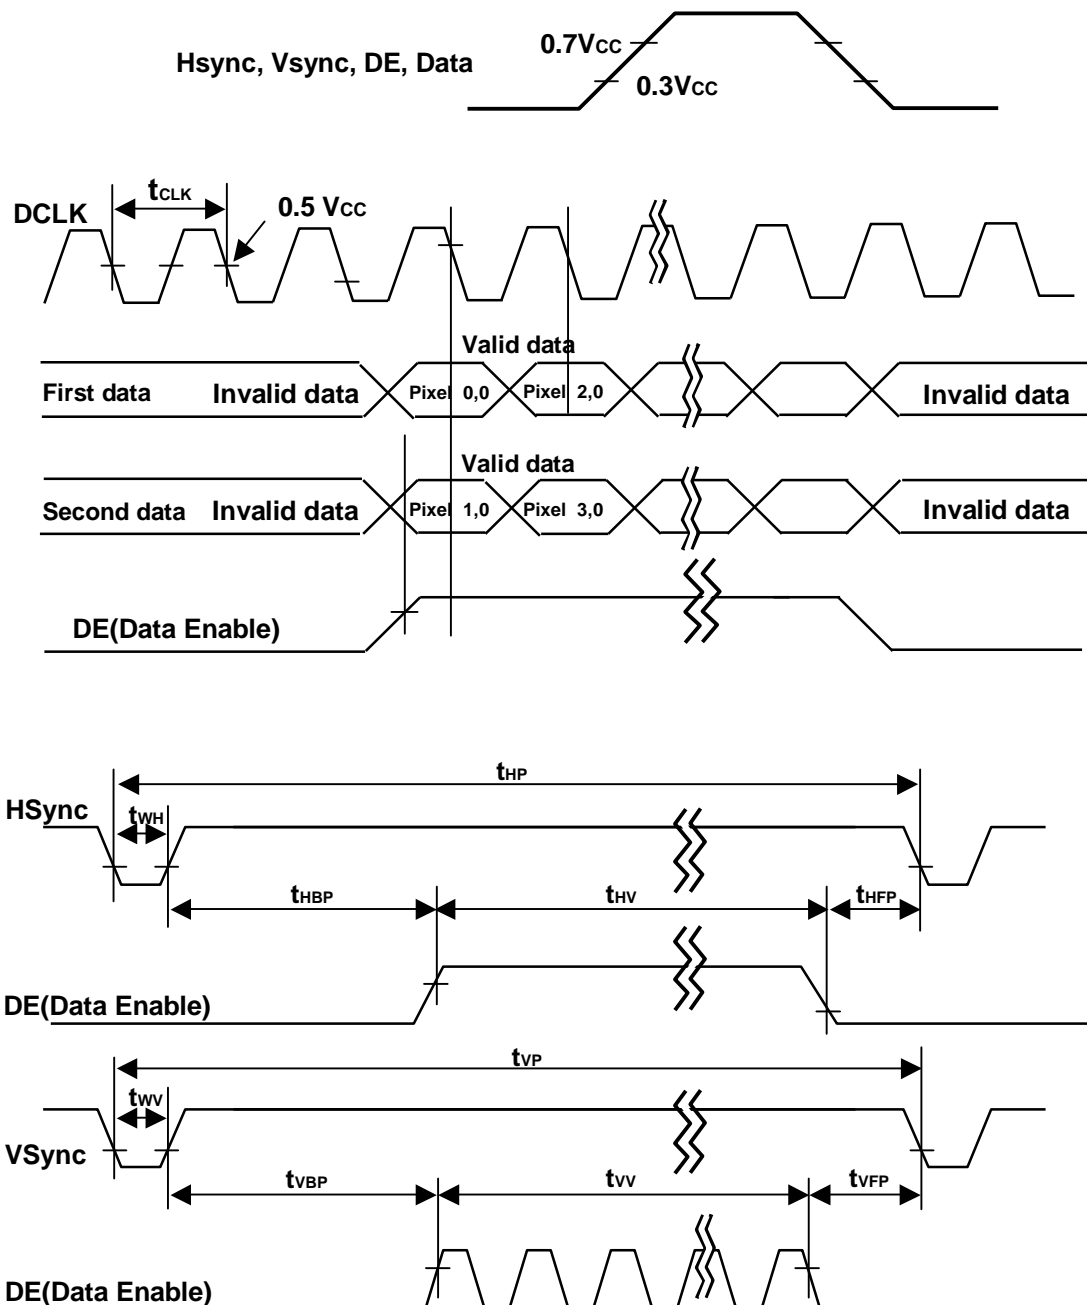 Hsync, Vsync, DE, Data
0.7VCC
0.3VCC
tCLK
DCLK
0.5 VCC
Valid data
First data Invalid data Pixel 0,0 Pixel 2,0 Invalid data
Valid data
Second data Invalid data Pixel 1,0 Pixel 3,0 Invalid data
DE(Data Enable)
tHP
HSync
tWH
tHBP tHV tHFP
DE(Data Enable)
tVP
tWV
VSync
tVBP tVV tVFP
DE(Data Enable)